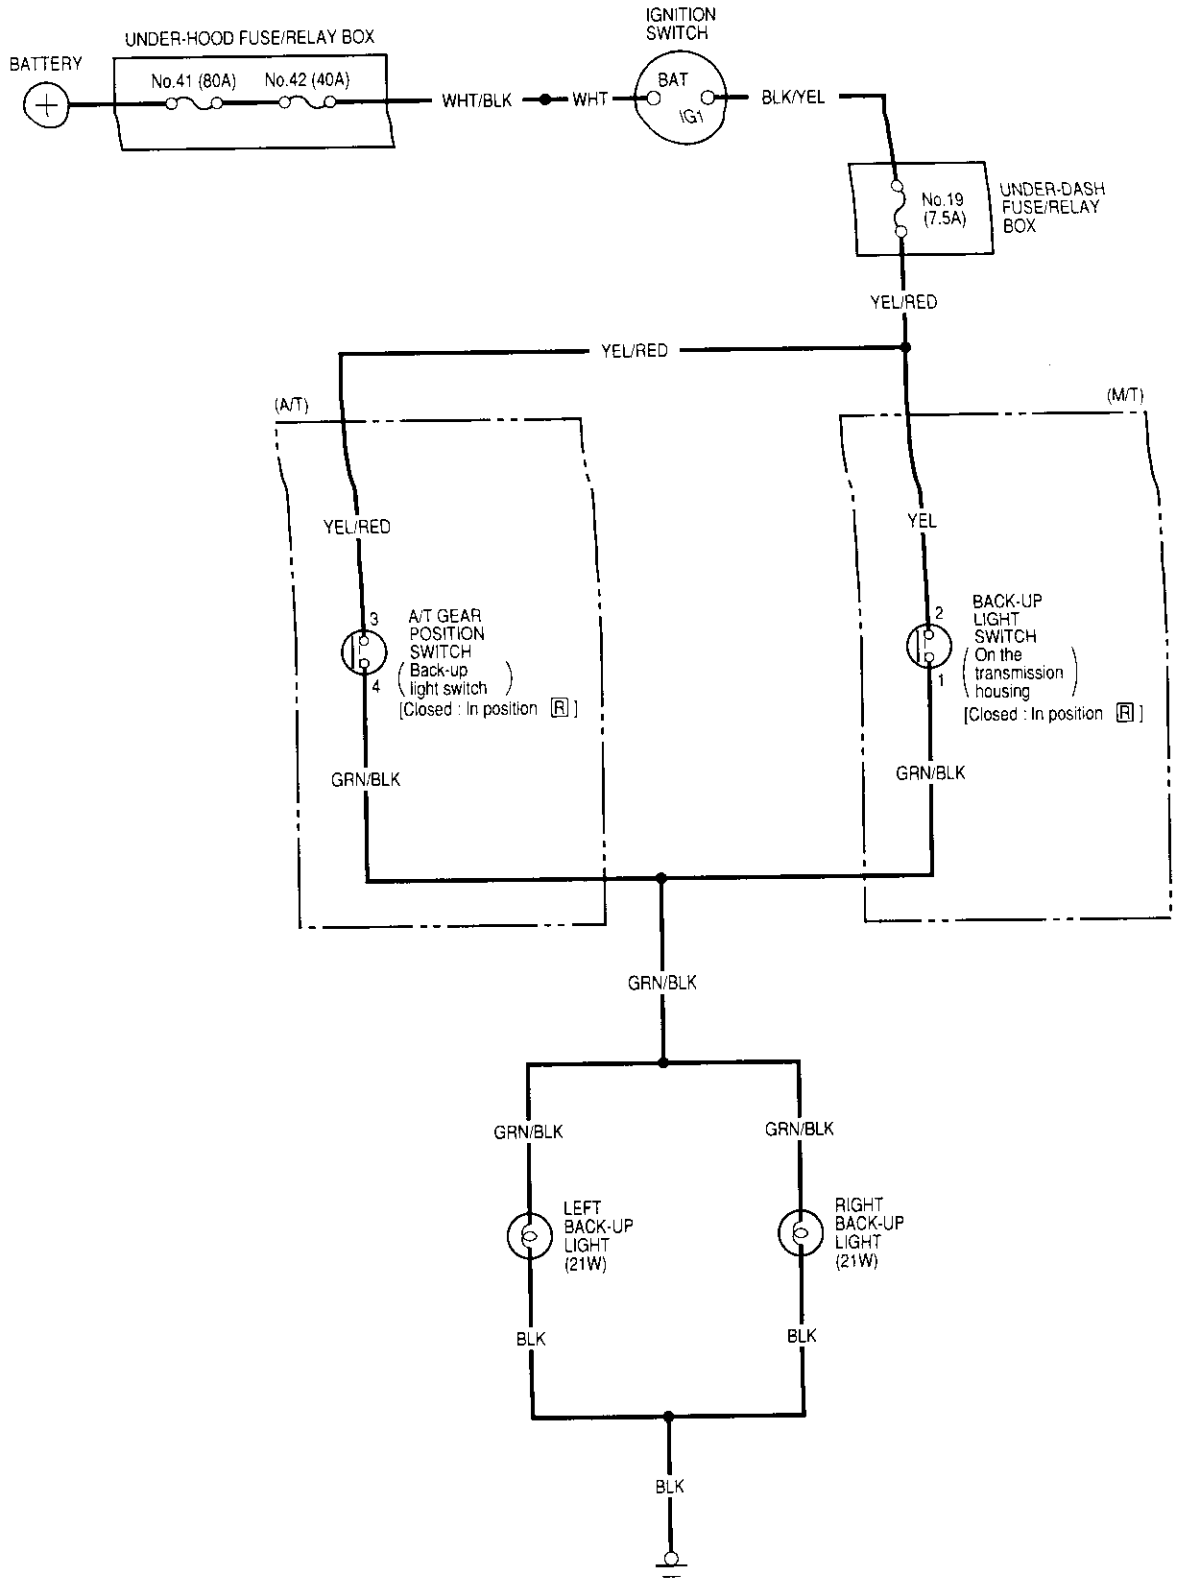 IGNITION
SWITCH
UNDER-HOOD FUSE/RELAY BOX
BATTERY
No.41 (80A)
No.42 (40A)
BAT
IG1
WHT/BLK
WHT
BLK/YEL
No.19
(7.5A)
UNDER-DASH
FUSE/RELAY
BOX
YEL/RED
YEL/RED
(A/T)
(M/T)
YEL/RED
YEL
3
4
A/T GEAR
POSITION
SWITCH
(Back-up
light switch)
[Closed : In position R ]
2
1
BACK-UP
LIGHT
SWITCH
(On the
transmission
housing)
[Closed : In position R ]
GRN/BLK
GRN/BLK
GRN/BLK
GRN/BLK
GRN/BLK
LEFT
BACK-UP
LIGHT
(21W)
RIGHT
BACK-UP
LIGHT
(21W)
BLK
BLK
BLK